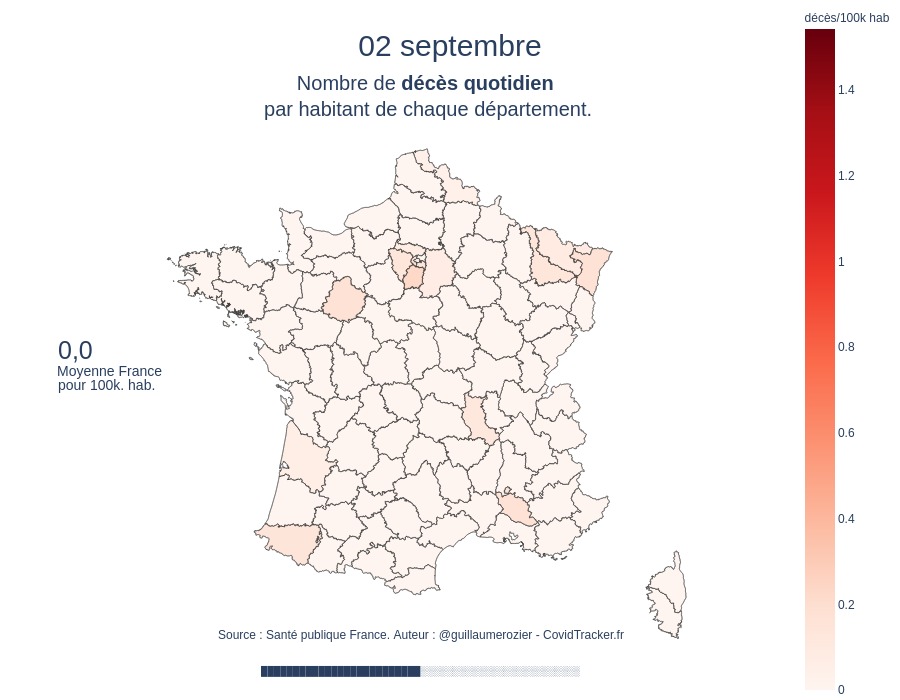 décès/100k hab
02 septembre
Nombre de décès quotidien
par habitant de chaque département.
1.4
1.2
1
0.8
0.6
0.4
0.2
0
0,0
Moyenne France
pour 100k. hab.
Source : Santé publique France. Auteur : @guillaumerozier - CovidTracker.fr